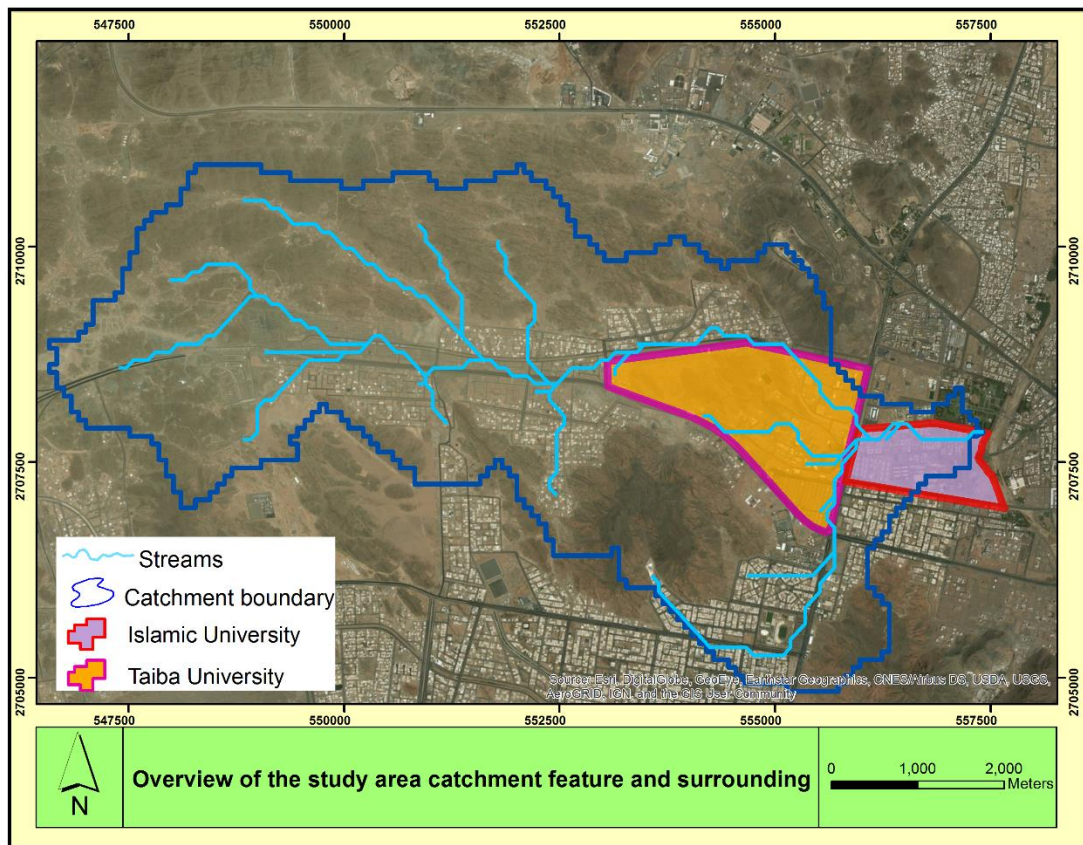 547500 550000 552500 555000 557500
2710000 2710000
2707500 2707500
2705000 2705000
Streams
Catchment boundary
Islamic University
Taiba University
Source: Esri, DigitalGlobe, GeoEye, Earthstar Geographics, CNES/Airbus DS, USDA, USGS,
AeroGRID, IGN, and the GIS User Community
547500 550000 552500 555000 557500
N
Overview of the study area catchment feature and surrounding
0 1,000 2,000
Meters